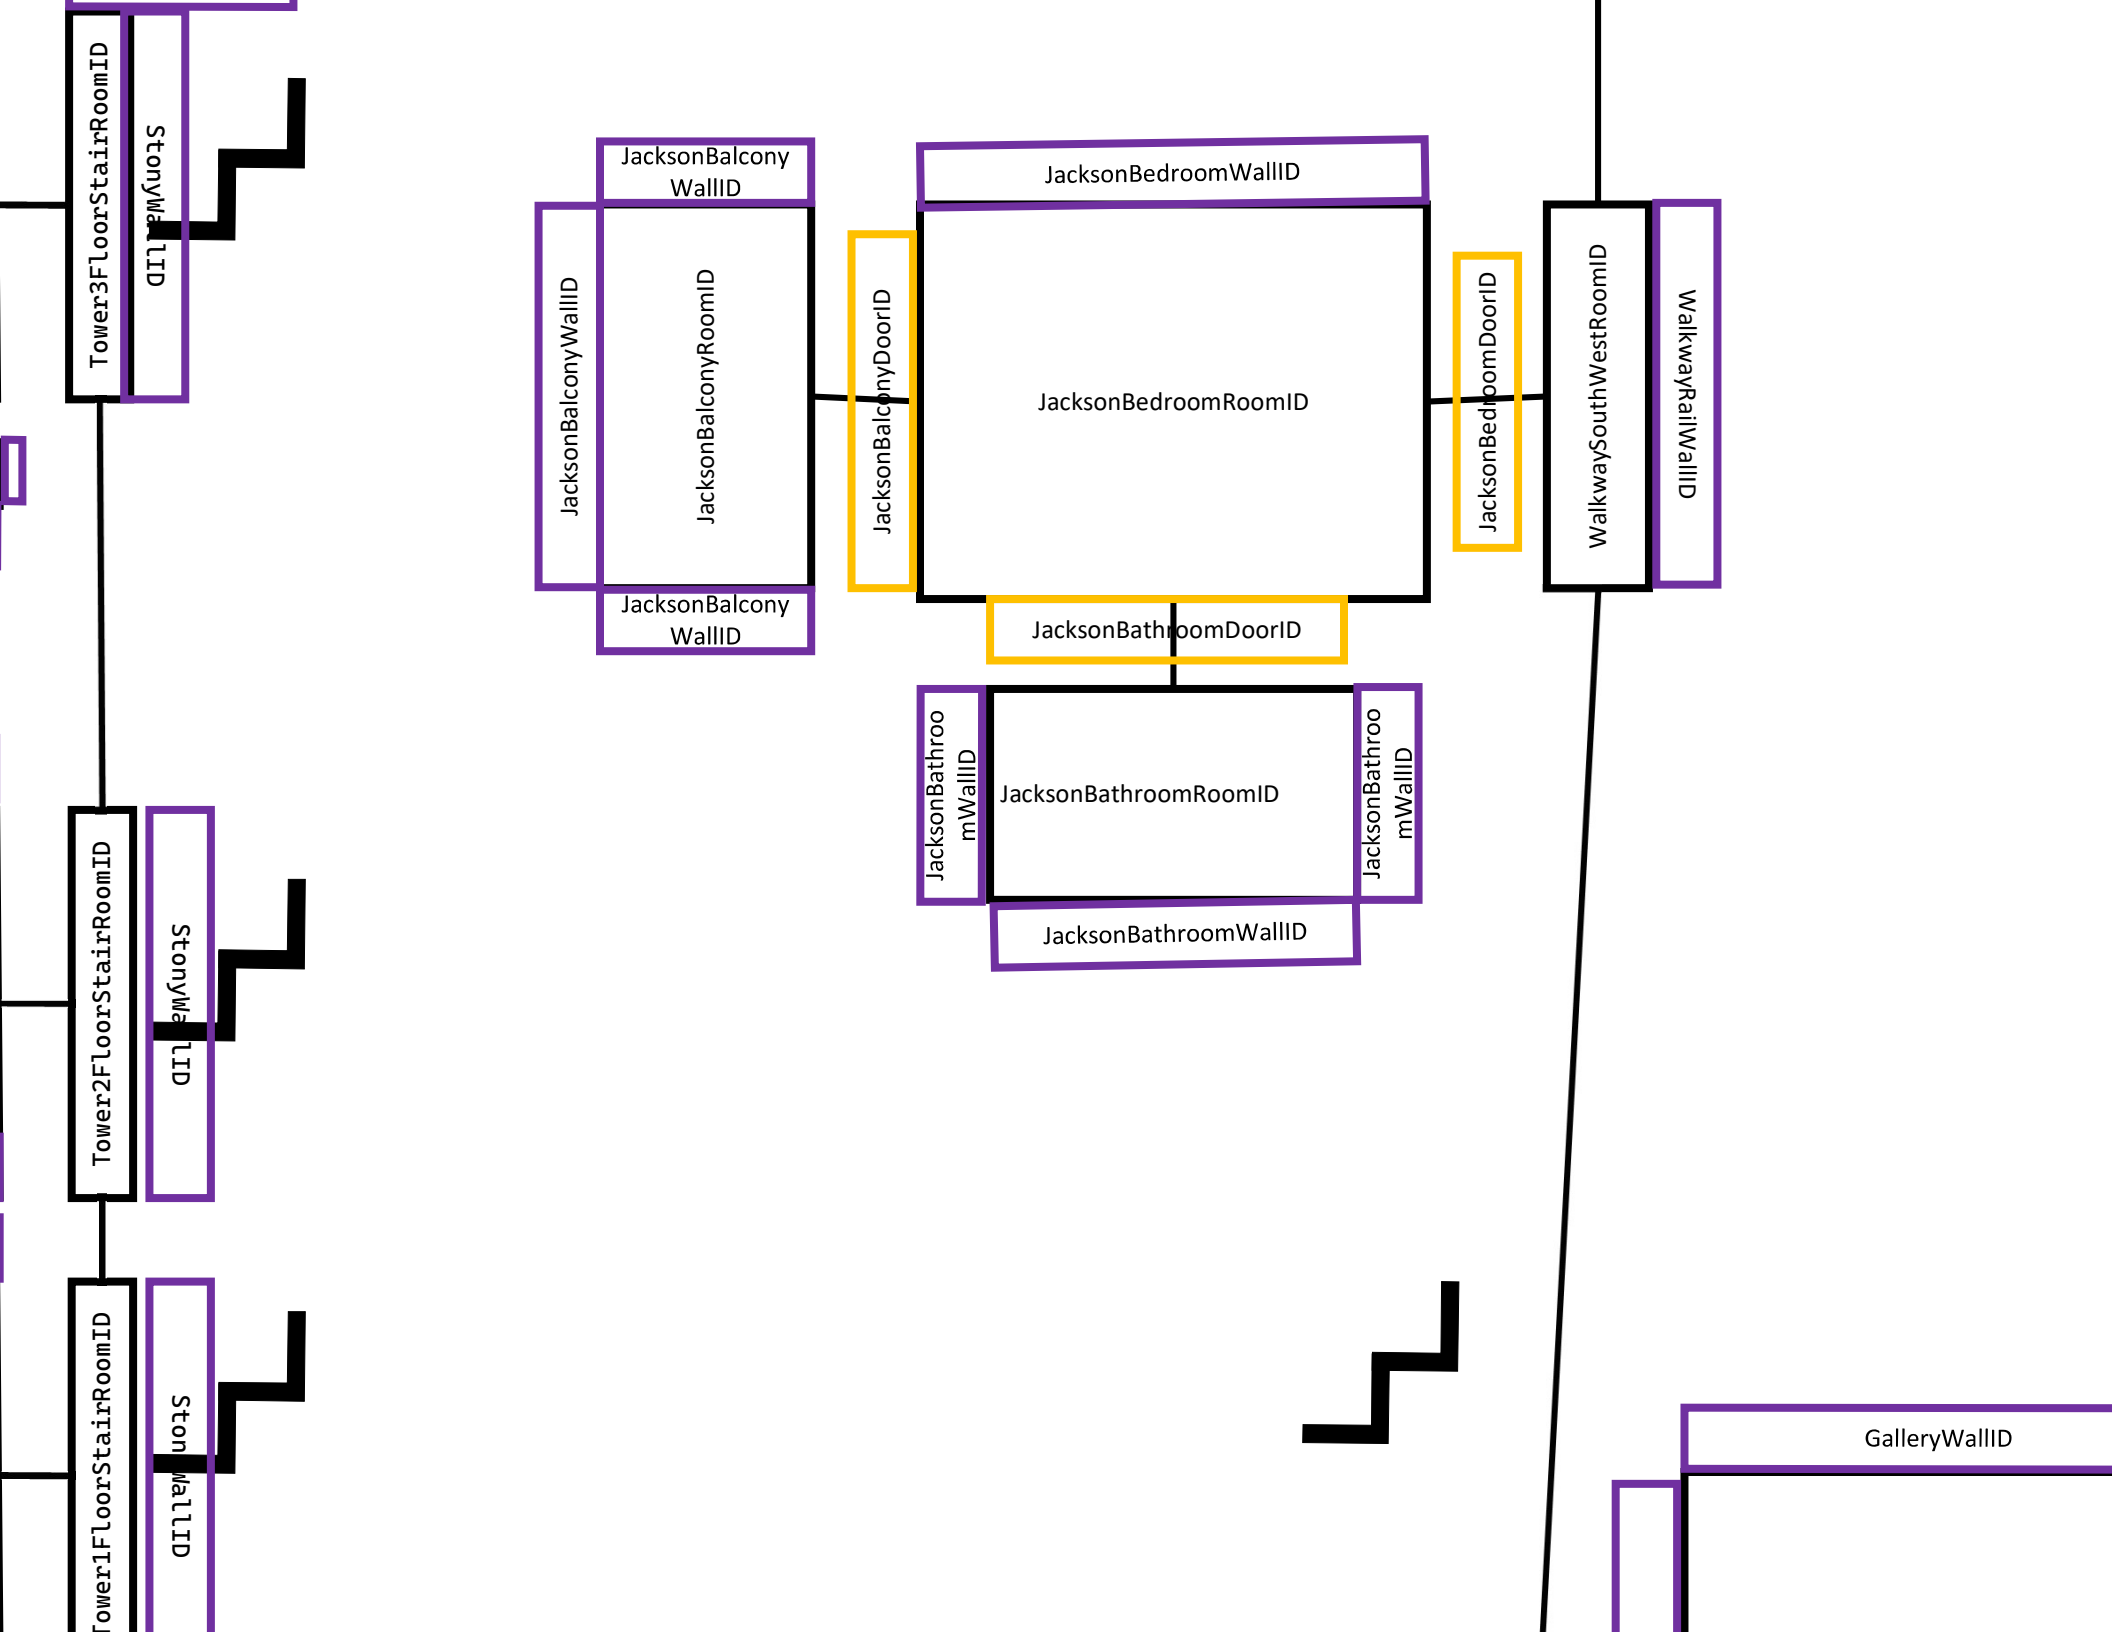 Tower3FloorStairRoomID
StonyWallID
JacksonBalcony
WallID
JacksonBalconyWallID
JacksonBalconyRoomID
JacksonBalcony
WallID
JacksonBalconyDoorID
JacksonBedroomWallID
JacksonBedroomRoomID
JacksonBedroomDoorID
WalkwaySouthWestRoomID
WalkwayRailWallID
JacksonBathroomDoorID
JacksonBathroo
mWallID
JacksonBathroomRoomID
JacksonBathroo
mWallID
JacksonBathroomWallID
Tower2FloorStairRoomID
StonyWallID
Tower1FloorStairRoomID
StonyWallID
GalleryWallID